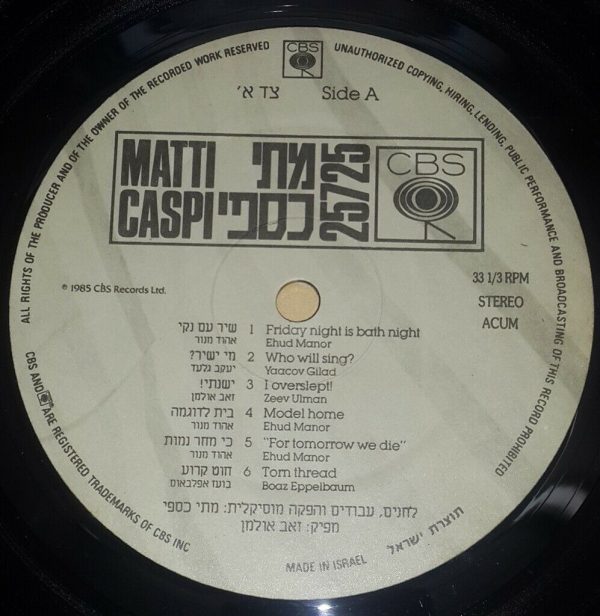 ALL RIGHTS OF THE PRODUCER AND OF THE OWNER OF THE RECORDED WORK RESERVED
CBS
UNAUTHORIZED COPYING, HIRING, LENDING, PUBLIC PERFORMANCE AND BROADCASTING OF THIS RECORD PROHIBITED
צד א' Side A
MATTI CASPI
מתי כספי
25725
CBS
33 1/3 RPM
STEREO
ACUM
℗ 1985 CBS Records Ltd.
שיר עם נקי 1 Friday night is bath night
אהוד מנור Ehud Manor
מי ישיר? 2 Who will sing?
יעקב גלעד Yaacov Gilad
ישנתי! 3 I overslept!
זאב אולמן Zeev Ulman
בית לדוגמה 4 Model home
אהוד מנור Ehud Manor
כי מחר נמות 5 "For tomorrow we die"
אהוד מנור Ehud Manor
חוט קרוע 6 Torn thread
בועז אפלבאום Boaz Eppelbaum
לחנים, עבודים והפקה מוסיקלית: מתי כספי
מפיק: זאב אולמן
CBS AND ARE REGISTERED TRADEMARKS OF CBS INC
MADE IN ISRAEL
תוצרת ישראל